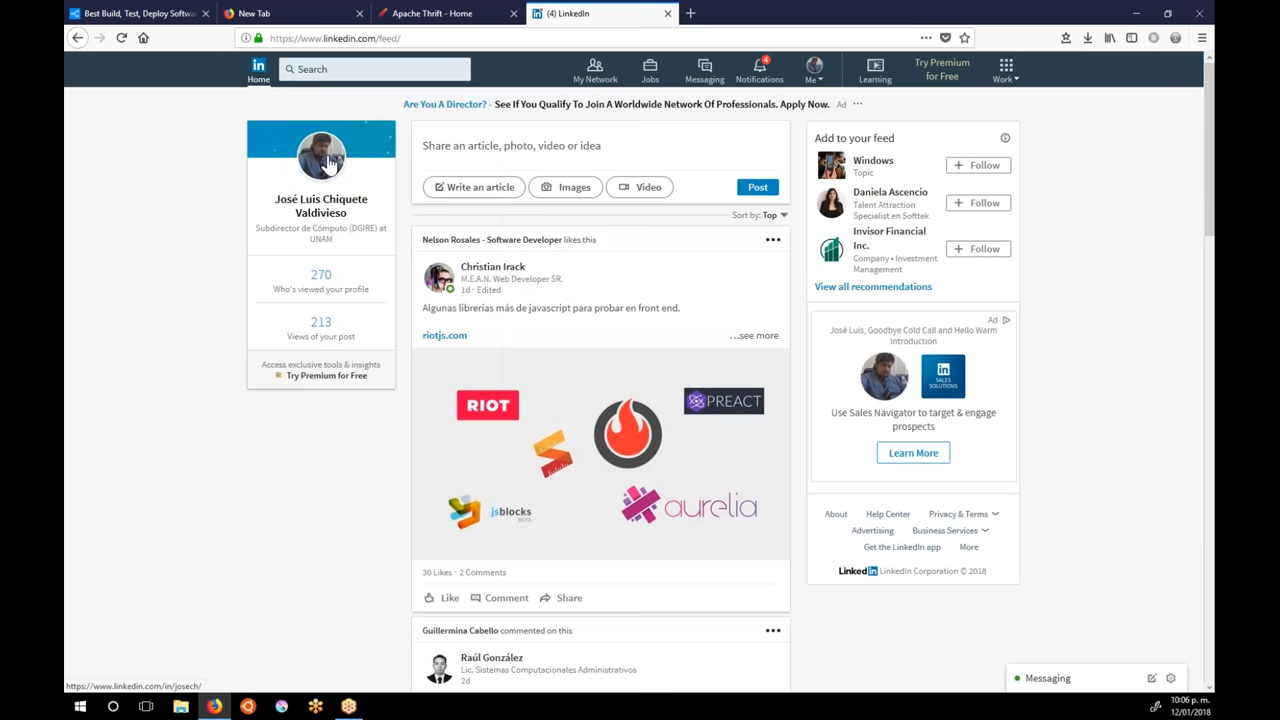 Best Build, Test, Deploy Softwa
New Tab
Apache Thrift - Home
(4) LinkedIn
https://www.linkedin.com/feed/
in
Home
Search
My Network
Jobs
Messaging
4
Notifications
Me
Learning
Try Premium
for Free
Work
Are You A Director? - See If You Qualify To Join A Worldwide Network Of Professionals. Apply Now. Ad ···
José Luis Chiquete
Valdivieso
Subdirector de Cómputo (DGIRE) at
UNAM
270
Who's viewed your profile
213
Views of your post
Access exclusive tools & insights
Try Premium for Free
Share an article, photo, video or idea
Write an article
Images
Video
Post
Sort by: Top
Nelson Rosales - Software Developer likes this
Christian Irack
M.E.A.N. Web Developer SR.
1d · Edited
Algunas librerías más de javascript para probar en front end.
riotjs.com
...see more
RIOT
PREACT
jsblocks
BETA
aurelia
30 Likes · 2 Comments
Like
Comment
Share
Guillermina Cabello commented on this
Raúl González
Lic. Sistemas Computacionales Administrativos
2d
Add to your feed
Windows
Topic
+ Follow
Daniela Ascencio
Talent Attraction
Specialist en Softtek
+ Follow
Invisor Financial
Inc.
Company • Investment
Management
+ Follow
View all recommendations
Ad
José Luis, Goodbye Cold Call and Hello Warm
Introduction
in
SALES
SOLUTIONS
Use Sales Navigator to target & engage
prospects
Learn More
About
Help Center
Privacy & Terms
Advertising
Business Services
Get the LinkedIn app
More
LinkedIn LinkedIn Corporation © 2018
Messaging
https://www.linkedin.com/in/josech/
10:06 p. m.
12/01/2018